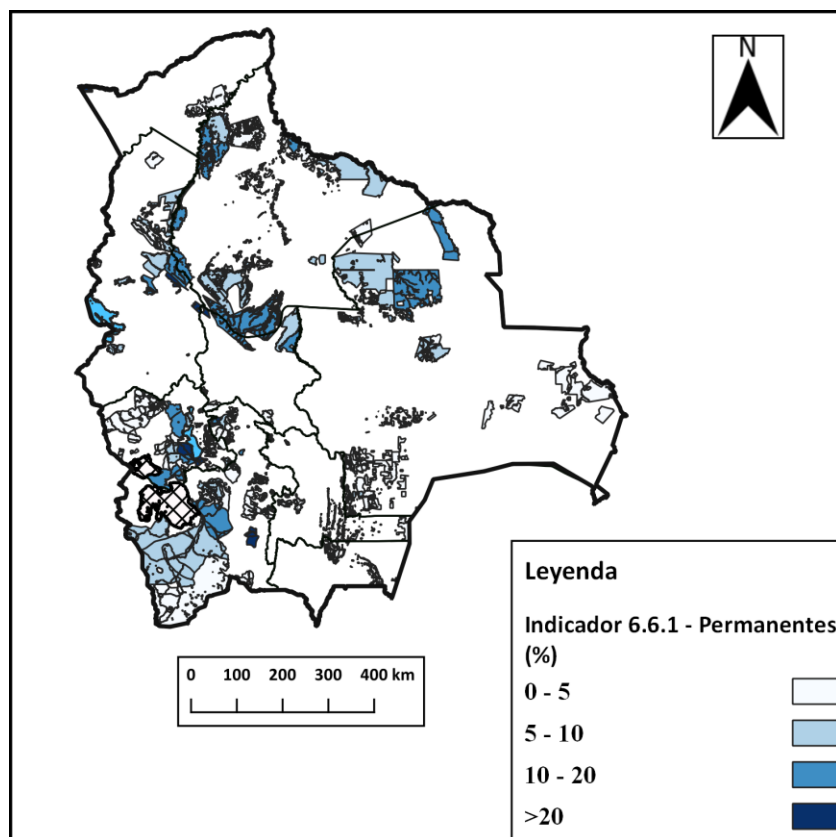 N
0 100 200 300 400 km
Leyenda
Indicador 6.6.1 - Permanentes
(%)
0 - 5
5 - 10
10 - 20
>20